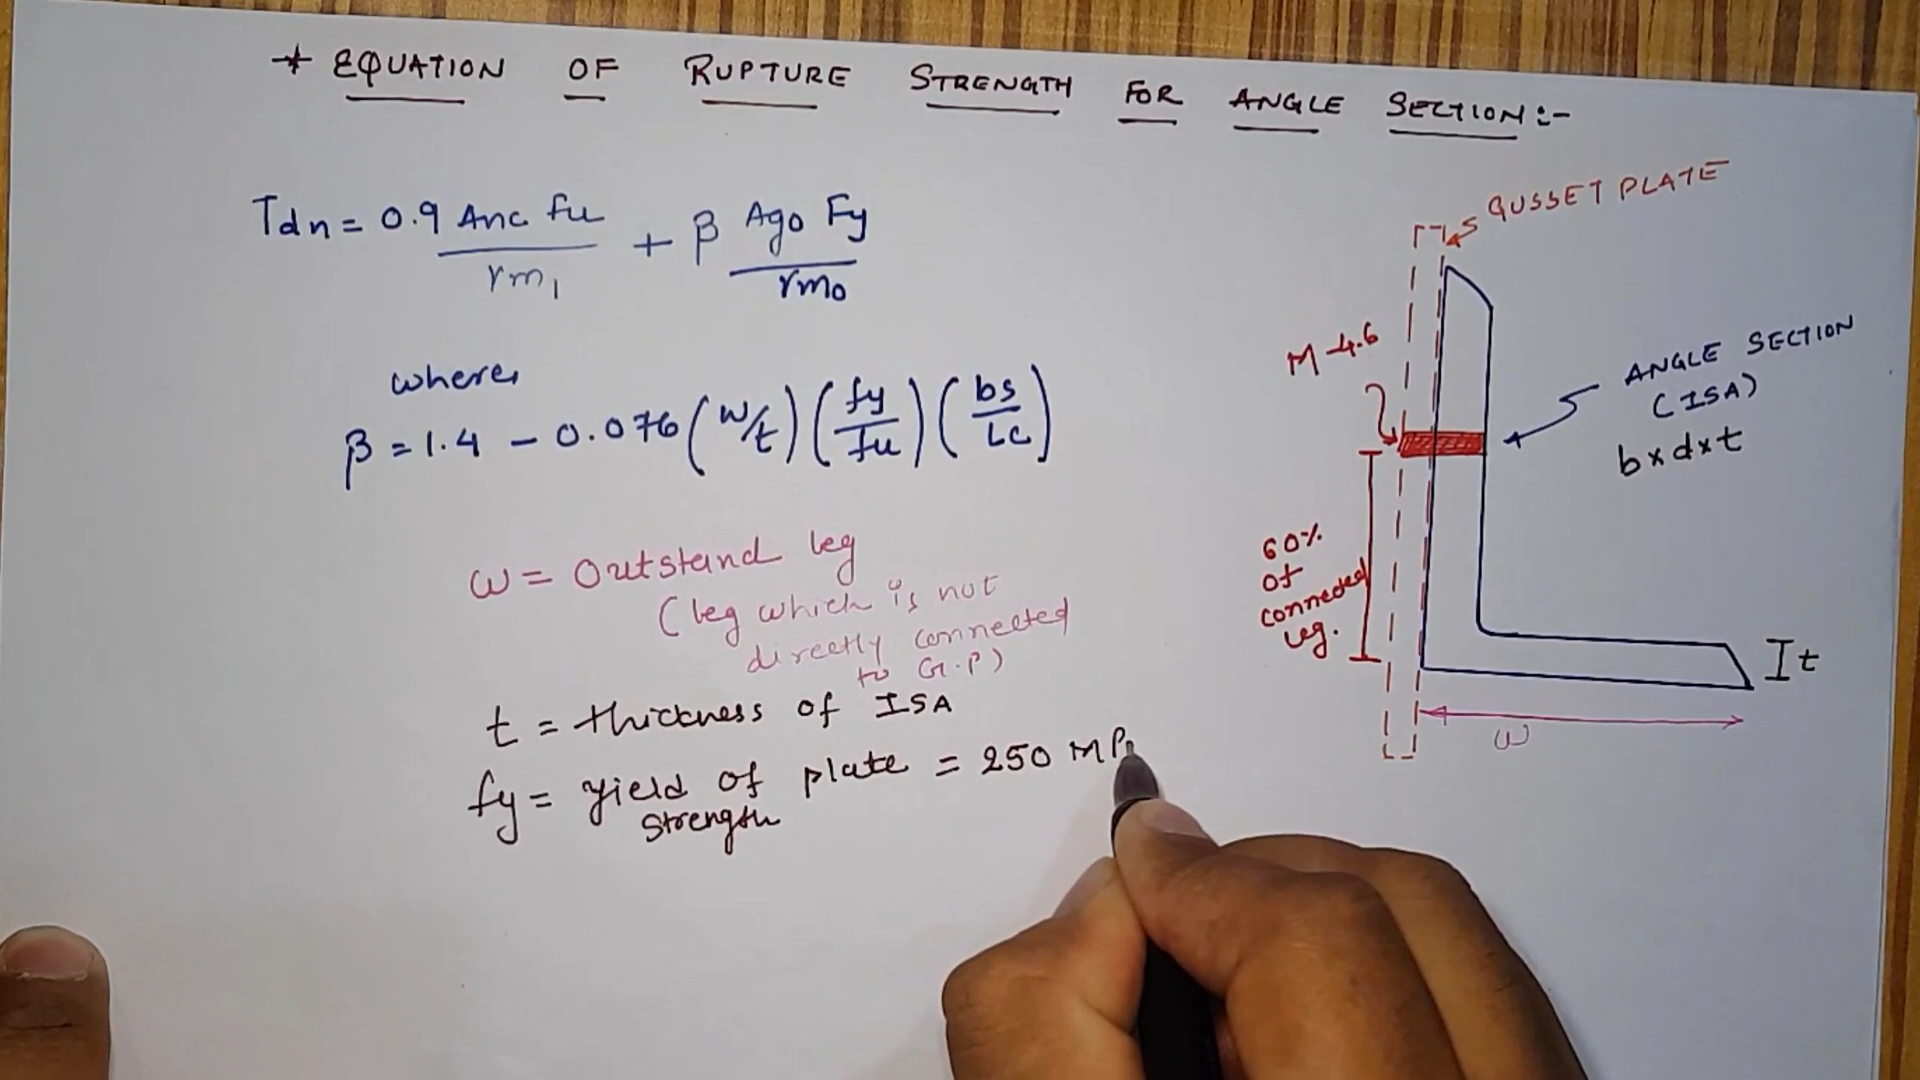 * EQUATION OF RUPTURE STRENGTH FOR ANGLE SECTION:-
Tdn = 0.9 Anc fu / γm1 + β Ago Fy / γm0
where,
β = 1.4 - 0.076 (w/t) (fy/fu) (bs/Lc)
w = Outstand leg
(leg which is not
directly connected
to G.P)
t = thickness of ISA
fy = yield of plate = 250 MP
strength
GUSSET PLATE
M-4.6
ANGLE SECTION
(ISA)
b x d x t
60%
of
connected
leg.
t
w